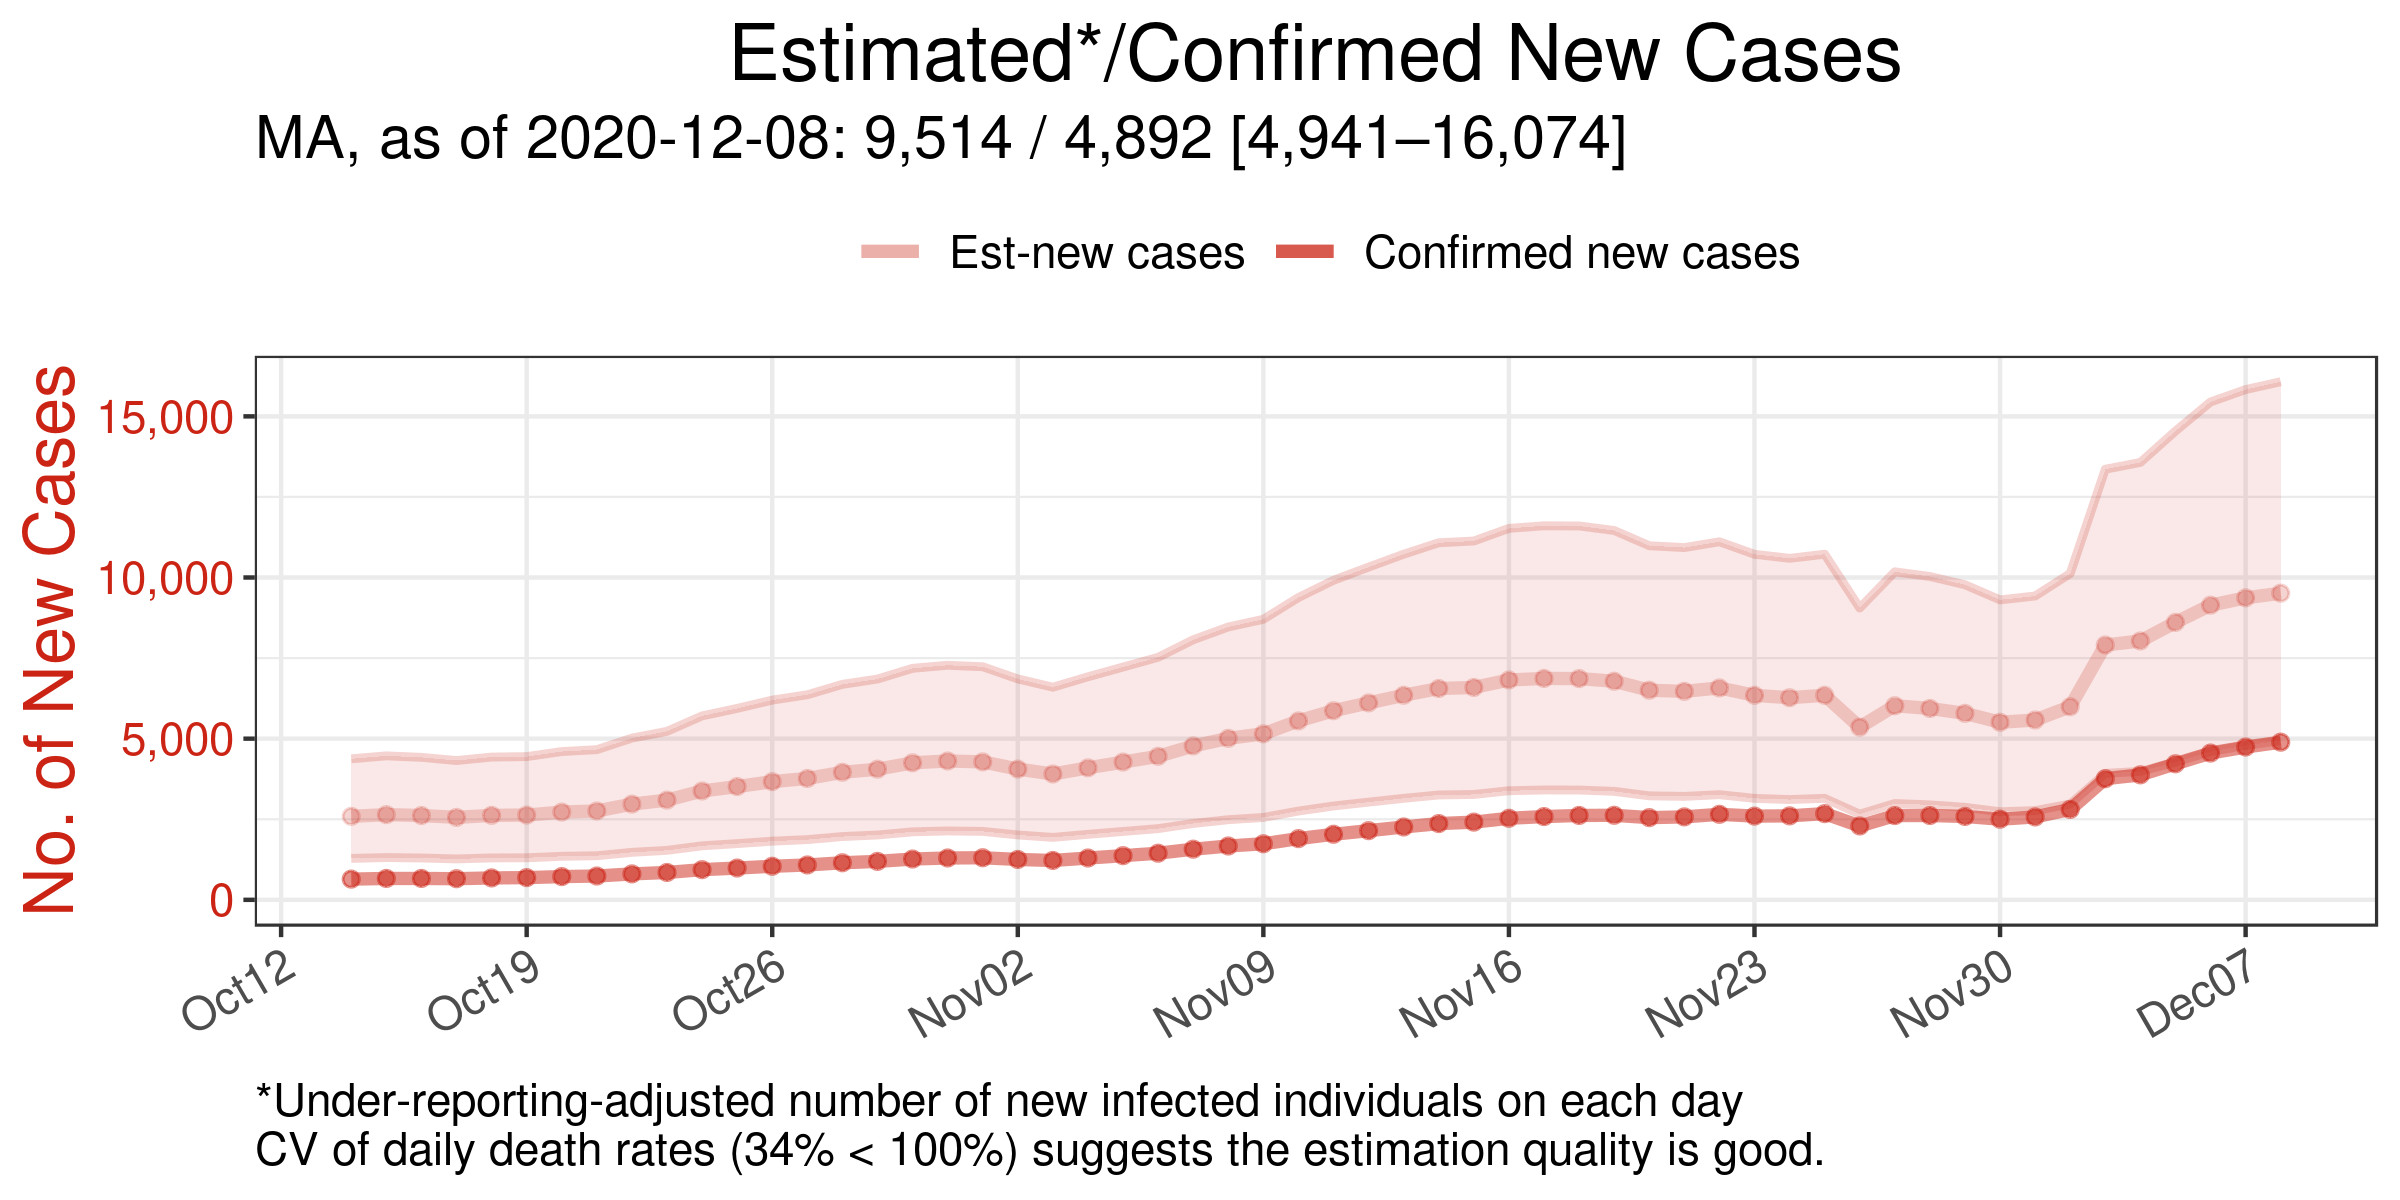 Estimated*/Confirmed New Cases
MA, as of 2020-12-08: 9,514 / 4,892 [4,941–16,074]
Est-new cases
Confirmed new cases
No. of New Cases
15,000
10,000
5,000
0
Oct12
Oct19
Oct26
Nov02
Nov09
Nov16
Nov23
Nov30
Dec07
*Under-reporting-adjusted number of new infected individuals on each day
CV of daily death rates (34% < 100%) suggests the estimation quality is good.